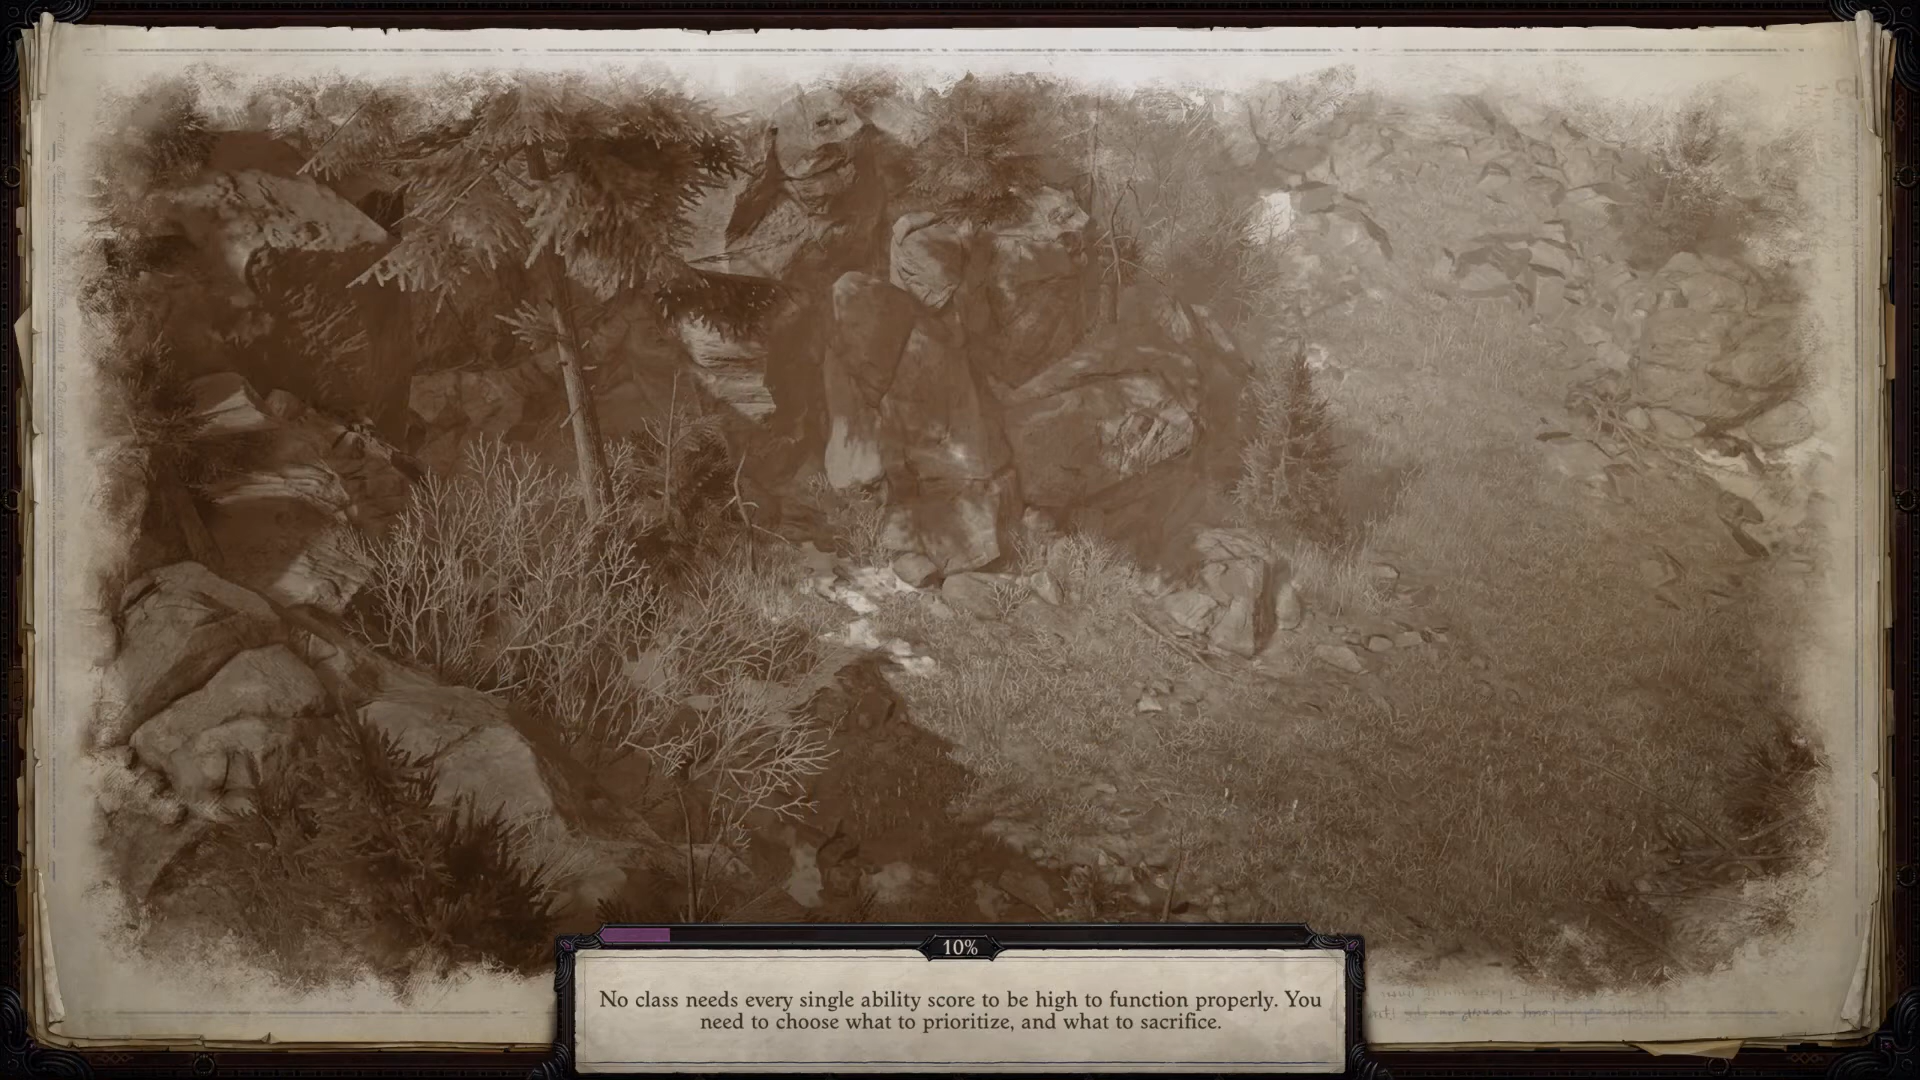 10%
No class needs every single ability score to be high to function properly. You
need to choose what to prioritize, and what to sacrifice.